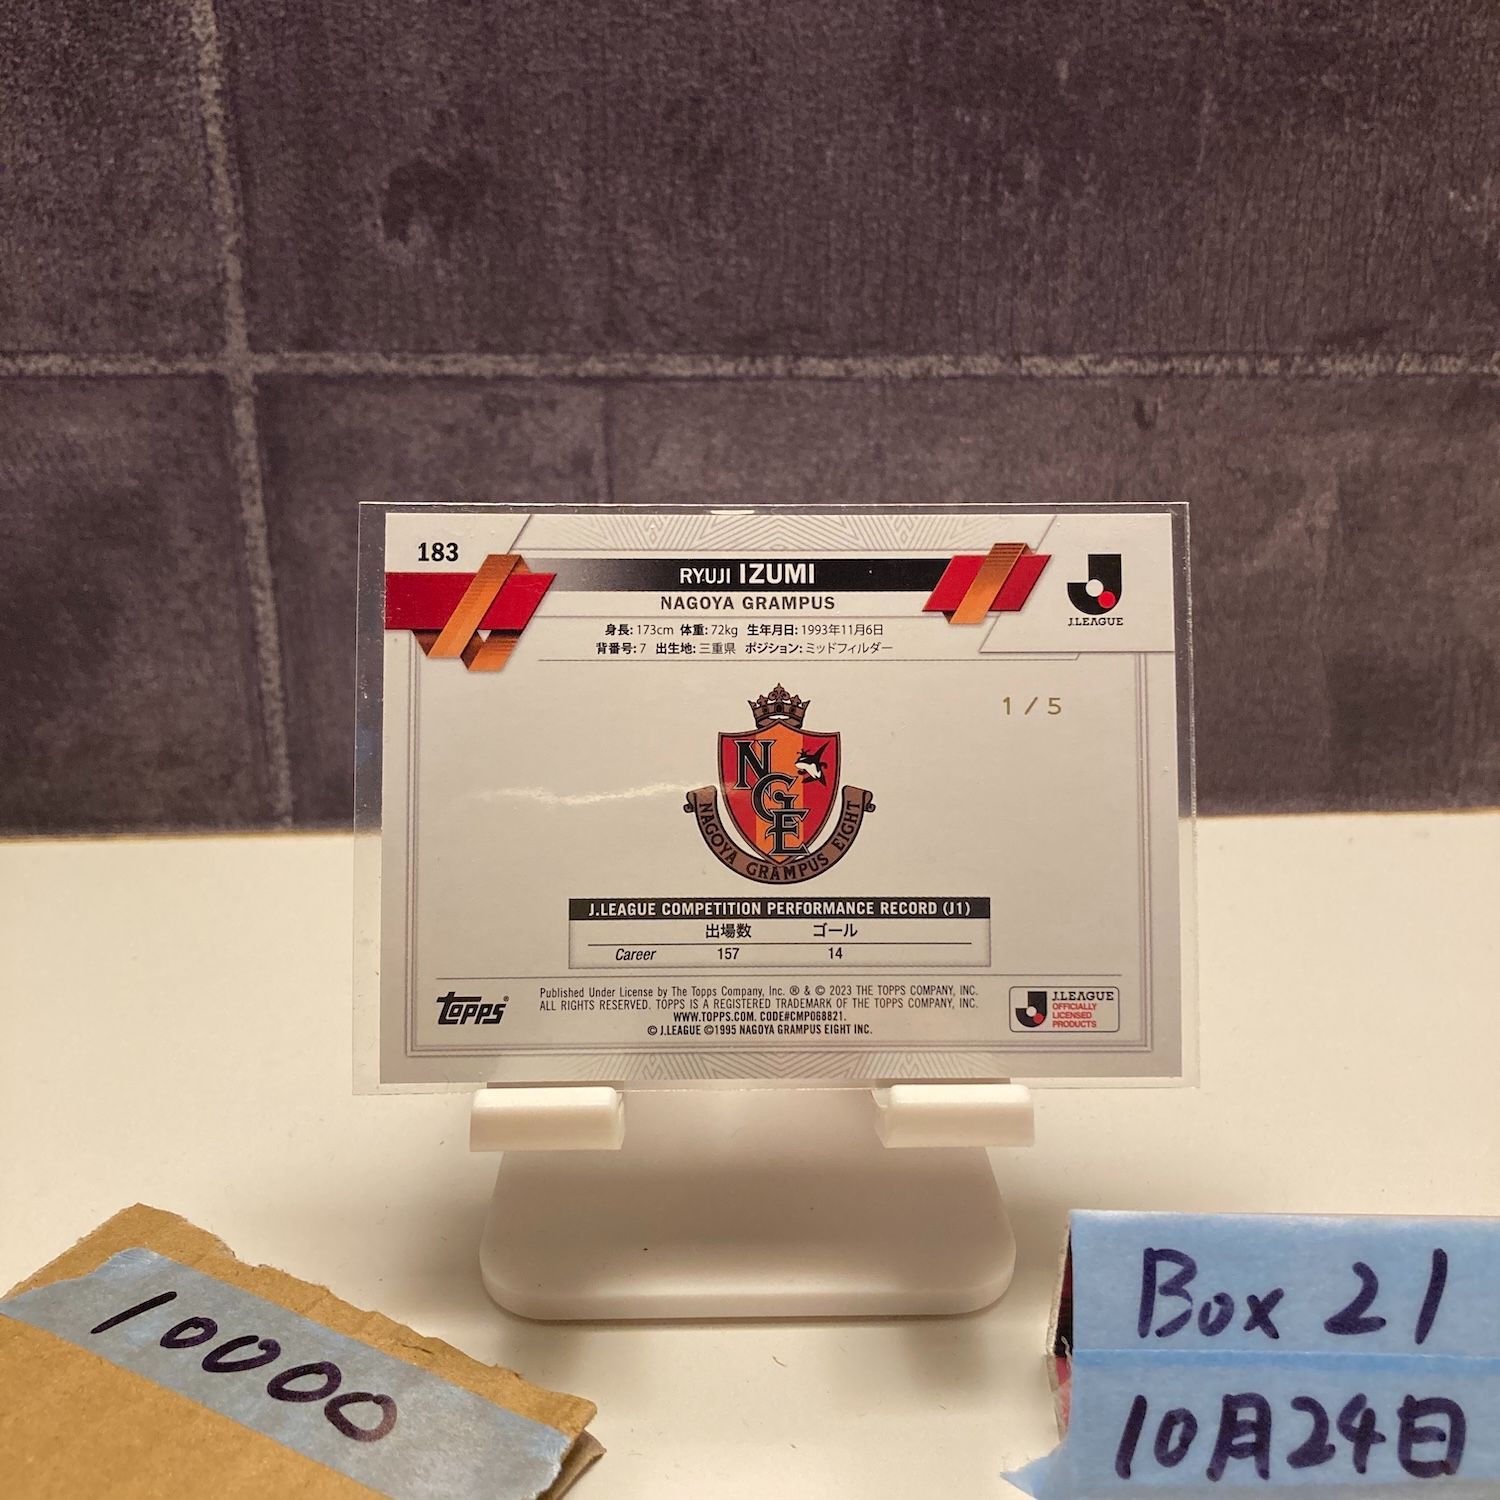 183
RYUJI IZUMI
NAGOYA GRAMPUS
J.LEAGUE
身長: 173cm 体重: 72kg 生年月日: 1993年11月6日
背番号: 7 出生地: 三重県 ポジション: ミッドフィルダー
1 / 5
NGE
NAGOYA GRAMPUS EIGHT
J.LEAGUE COMPETITION PERFORMANCE RECORD (J1)
出場数 ゴール
Career 157 14
topps®
Published Under License by The Topps Company, Inc. ® & © 2023 THE TOPPS COMPANY, INC.
ALL RIGHTS RESERVED. TOPPS IS A REGISTERED TRADEMARK OF THE TOPPS COMPANY, INC.
WWW.TOPPS.COM. CODE#CMP068821.
© J.LEAGUE ©1995 NAGOYA GRAMPUS EIGHT INC.
J.LEAGUE
OFFICIALLY
LICENSED
PRODUCTS
10000
Box 21
10月24日